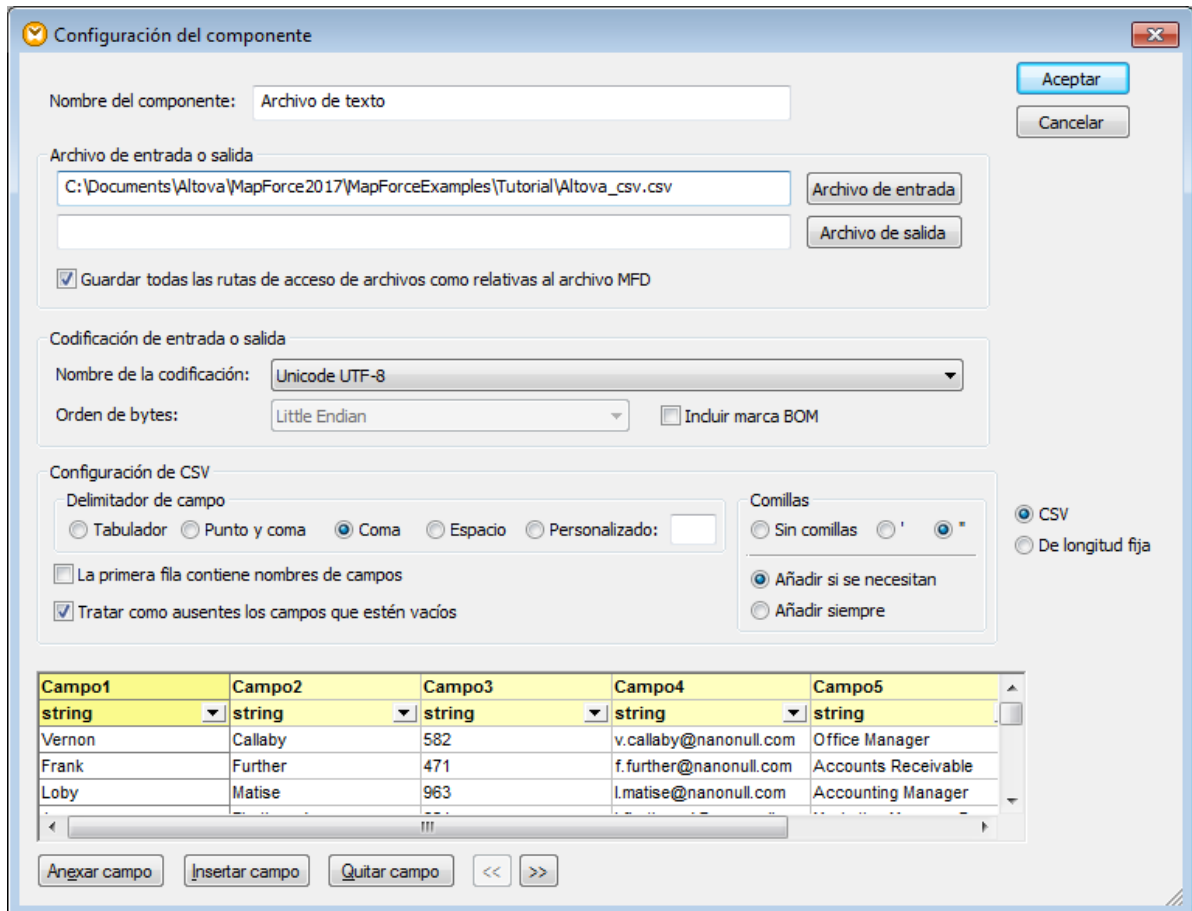 Configuración del componente
Nombre del componente: Archivo de texto
Aceptar
Cancelar
Archivo de entrada o salida
C:\Documents\Altova\MapForce2017\MapForceExamples\Tutorial\Altova_csv.csv
Archivo de entrada
Archivo de salida
Guardar todas las rutas de acceso de archivos como relativas al archivo MFD
Codificación de entrada o salida
Nombre de la codificación: Unicode UTF-8
Orden de bytes: Little Endian Incluir marca BOM
Configuración de CSV
Delimitador de campo
Tabulador Punto y coma Coma Espacio Personalizado:
La primera fila contiene nombres de campos
Tratar como ausentes los campos que estén vacíos
Comillas
Sin comillas ' "
Añadir si se necesitan
Añadir siempre
CSV
De longitud fija
Campo1 Campo2 Campo3 Campo4 Campo5
string string string string string
Vernon Callaby 582 v.callaby@nanonull.com Office Manager
Frank Further 471 f.further@nanonull.com Accounts Receivable
Loby Matise 963 l.matise@nanonull.com Accounting Manager
Anexar campo Insertar campo Quitar campo << >>